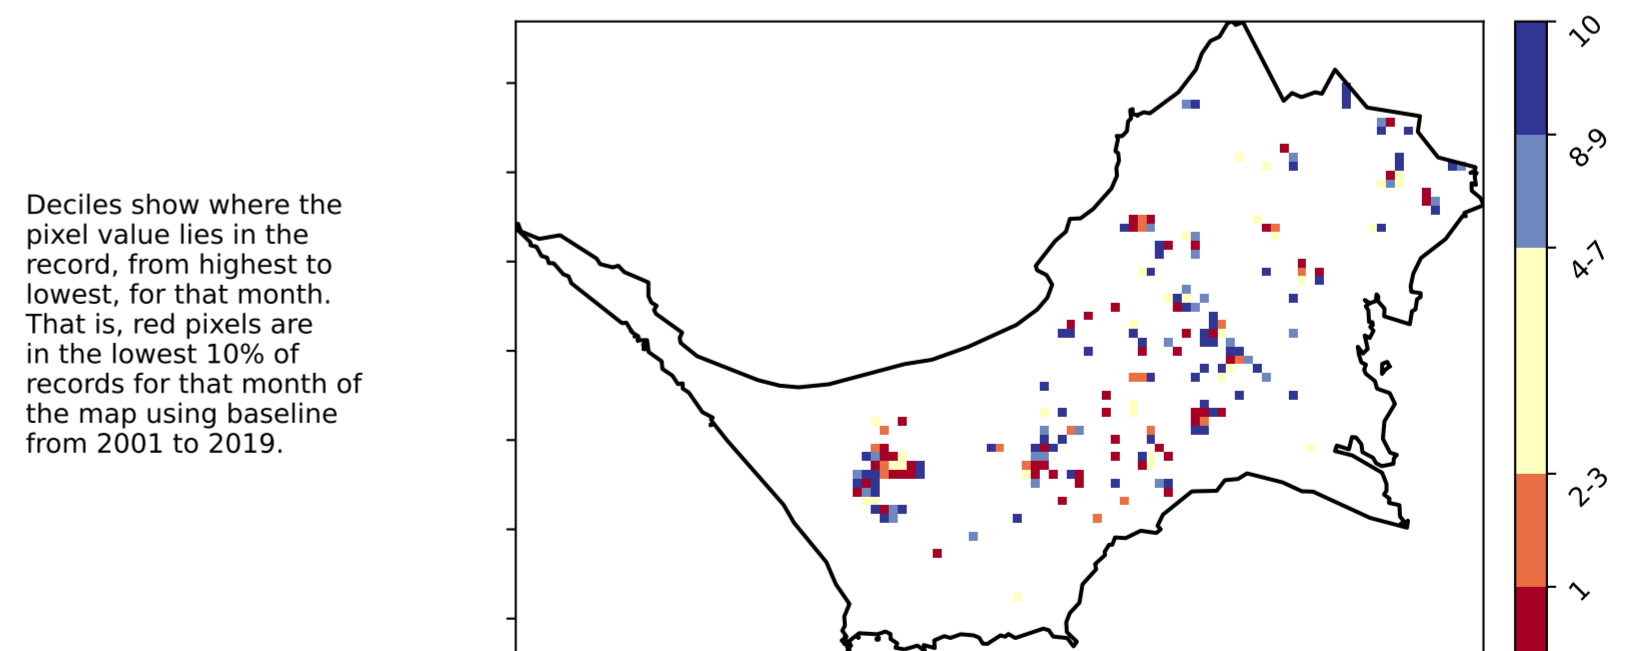 Deciles show where the
pixel value lies in the
record, from highest to
lowest, for that month.
That is, red pixels are
in the lowest 10% of
records for that month of
the map using baseline
from 2001 to 2019.
10
8-9
4-7
2-3
1